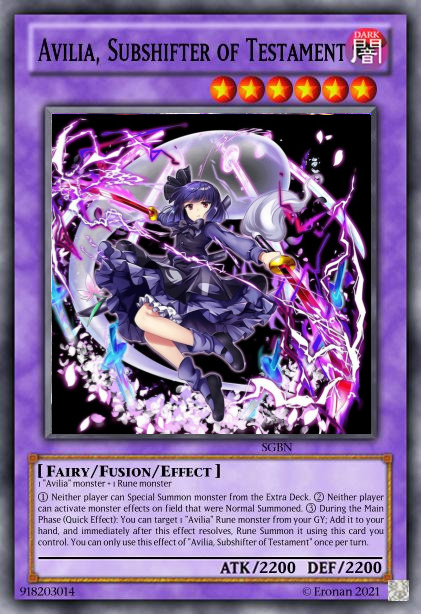 AVILIA, SUBSHIFTER OF TESTAMENT
DARK
闇
SGBN
[ FAIRY/FUSION/EFFECT ]
1 "Avilia" monster + 1 Rune monster
① Neither player can Special Summon monster from the Extra Deck. ② Neither player
can activate monster effects on field that were Normal Summoned. ③ During the Main
Phase (Quick Effect): You can target 1 "Avilia" Rune monster from your GY; Add it to your
hand, and immediately after this effect resolves, Rune Summon it using this card you
control. You can only use this effect of "Avilia, Subshifter of Testament" once per turn.
ATK/2200 DEF/2200
918203014
© Eronan 2021